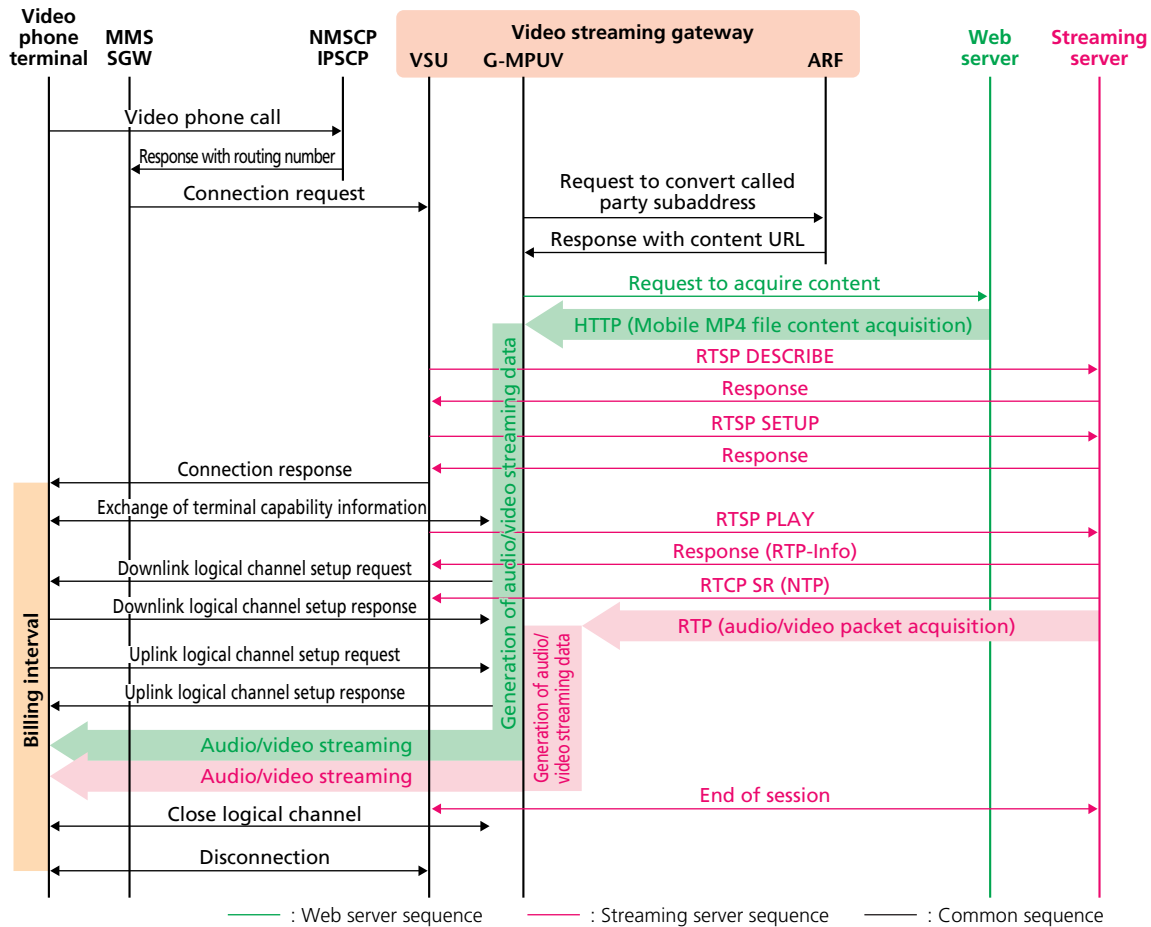 Video
phone
terminal
MMS
SGW
NMSCP
IPSCP
Video streaming gateway
VSU
G-MPUV
ARF
Web
server
Streaming
server
Video phone call
Response with routing number
Connection request
Request to convert called
party subaddress
Response with content URL
Request to acquire content
HTTP (Mobile MP4 file content acquisition)
RTSP DESCRIBE
Response
RTSP SETUP
Response
Connection response
Exchange of terminal capability information
RTSP PLAY
Response (RTP-Info)
Downlink logical channel setup request
RTCP SR (NTP)
Downlink logical channel setup response
RTP (audio/video packet acquisition)
Uplink logical channel setup request
Uplink logical channel setup response
Generation of audio/video streaming data
Generation of audio/
video streaming data
Billing interval
Audio/video streaming
Audio/video streaming
End of session
Close logical channel
Disconnection
: Web server sequence
: Streaming server sequence
: Common sequence